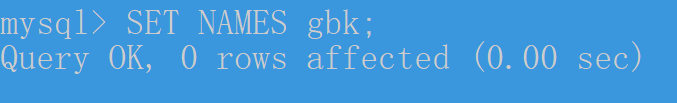 mysql> SET NAMES gbk;
Query OK, 0 rows affected (0.00 sec)